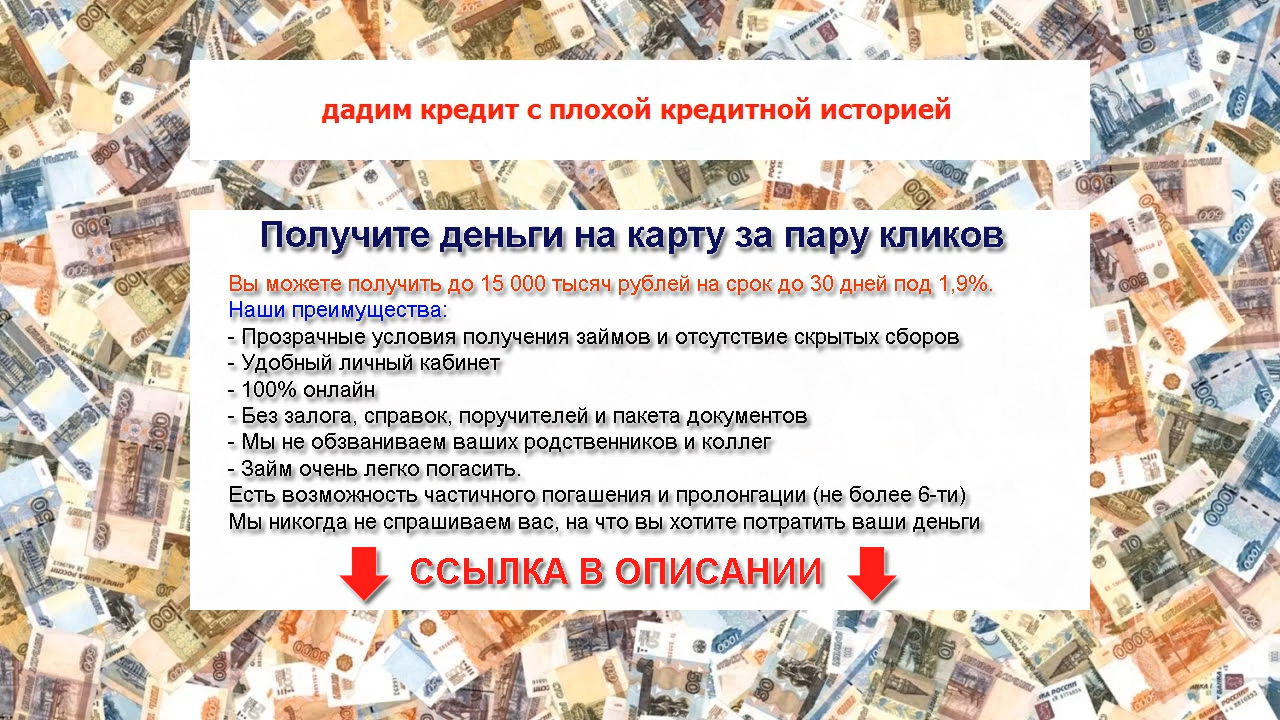 дадим кредит с плохой кредитной историей
Получите деньги на карту за пару кликов
Вы можете получить до 15 000 тысяч рублей на срок до 30 дней под 1,9%.
Наши преимущества:
- Прозрачные условия получения займов и отсутствие скрытых сборов
- Удобный личный кабинет
- 100% онлайн
- Без залога, справок, поручителей и пакета документов
- Мы не обзваниваем ваших родственников и коллег
- Займ очень легко погасить.
Есть возможность частичного погашения и пролонгации (не более 6-ти)
Мы никогда не спрашиваем вас, на что вы хотите потратить ваши деньги
ССЫЛКА В ОПИСАНИИ